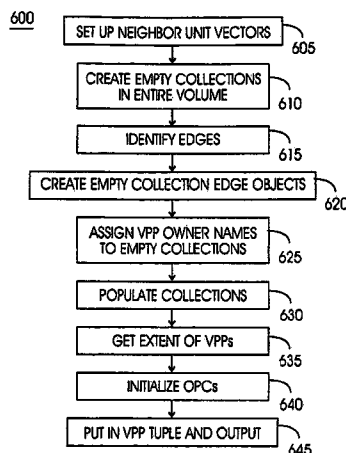 600
SET UP NEIGHBOR UNIT VECTORS
605
CREATE EMPTY COLLECTIONS
IN ENTIRE VOLUME
610
IDENTIFY EDGES
615
CREATE EMPTY COLLECTION EDGE OBJECTS
620
ASSIGN VPP OWNER NAMES
TO EMPTY COLLECTIONS
625
POPULATE COLLECTIONS
630
GET EXTENT OF VPPs
635
INITIALIZE OPCs
640
PUT IN VPP TUPLE AND OUTPUT
645